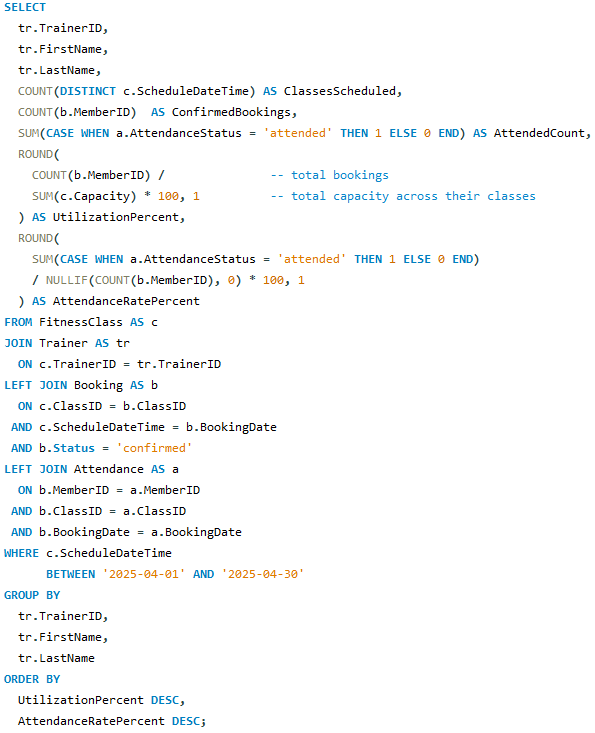 SELECT
  tr.TrainerID,
  tr.FirstName,
  tr.LastName,
  COUNT(DISTINCT c.ScheduleDateTime) AS ClassesScheduled,
  COUNT(b.MemberID)  AS ConfirmedBookings,
  SUM(CASE WHEN a.AttendanceStatus = 'attended' THEN 1 ELSE 0 END) AS AttendedCount,
  ROUND(
    COUNT(b.MemberID) /               -- total bookings
    SUM(c.Capacity) * 100, 1          -- total capacity across their classes
  ) AS UtilizationPercent,
  ROUND(
    SUM(CASE WHEN a.AttendanceStatus = 'attended' THEN 1 ELSE 0 END)
    / NULLIF(COUNT(b.MemberID), 0) * 100, 1
  ) AS AttendanceRatePercent
FROM FitnessClass AS c
JOIN Trainer AS tr
  ON c.TrainerID = tr.TrainerID
LEFT JOIN Booking AS b
  ON c.ClassID = b.ClassID
 AND c.ScheduleDateTime = b.BookingDate
 AND b.Status = 'confirmed'
LEFT JOIN Attendance AS a
  ON b.MemberID = a.MemberID
 AND b.ClassID = a.ClassID
 AND b.BookingDate = a.BookingDate
WHERE c.ScheduleDateTime
      BETWEEN '2025-04-01' AND '2025-04-30'
GROUP BY
  tr.TrainerID,
  tr.FirstName,
  tr.LastName
ORDER BY
  UtilizationPercent DESC,
  AttendanceRatePercent DESC;